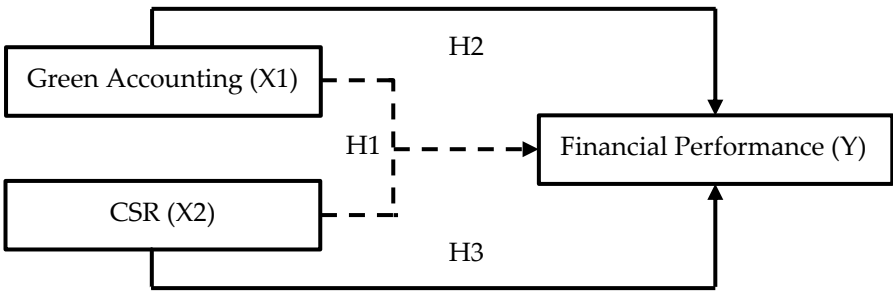 H2
Green Accounting (X1)
H1
Financial Performance (Y)
CSR (X2)
H3